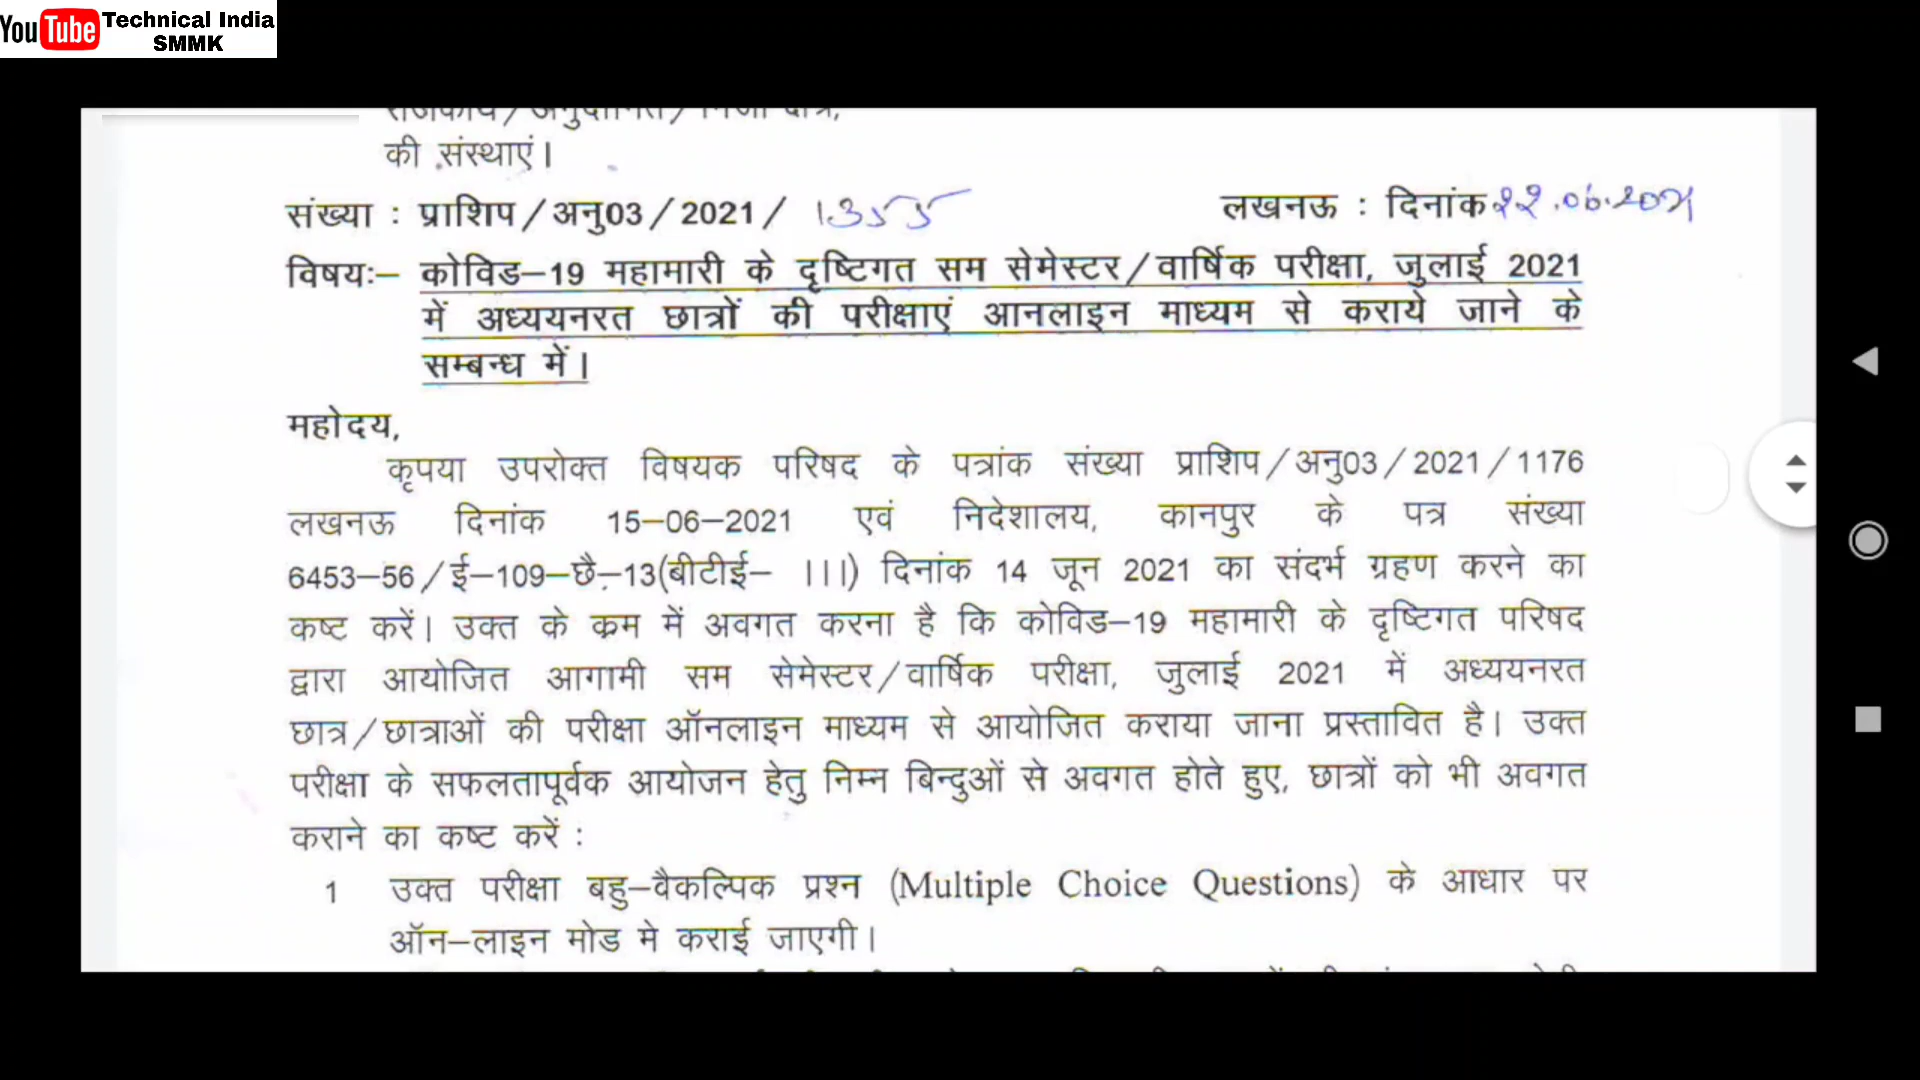 YouTube Technical India
SMMK
की संस्थाएं।
संख्या : प्राशिप/अनु03/2021/ 1355
लखनऊ : दिनांक 22.06.2021
विषयः– कोविड–19 महामारी के दृष्टिगत सम सेमेस्टर/वार्षिक परीक्षा, जुलाई 2021
में अध्ययनरत छात्रों की परीक्षाएं आनलाइन माध्यम से कराये जाने के
सम्बन्ध में।
महोदय,
कृपया उपरोक्त विषयक परिषद के पत्रांक संख्या प्राशिप/अनु03/2021/1176
लखनऊ दिनांक 15–06–2021 एवं निदेशालय, कानपुर के पत्र संख्या
6453–56/ई–109–छै–13(बीटीई– III) दिनांक 14 जून 2021 का संदर्भ ग्रहण करने का
कष्ट करें। उक्त के क्रम में अवगत करना है कि कोविड–19 महामारी के दृष्टिगत परिषद
द्वारा आयोजित आगामी सम सेमेस्टर/वार्षिक परीक्षा, जुलाई 2021 में अध्ययनरत
छात्र/छात्राओं की परीक्षा ऑनलाइन माध्यम से आयोजित कराया जाना प्रस्तावित है। उक्त
परीक्षा के सफलतापूर्वक आयोजन हेतु निम्न बिन्दुओं से अवगत होते हुए, छात्रों को भी अवगत
कराने का कष्ट करें :
1 उक्त परीक्षा बहु–वैकल्पिक प्रश्न (Multiple Choice Questions) के आधार पर
ऑन–लाइन मोड मे कराई जाएगी।